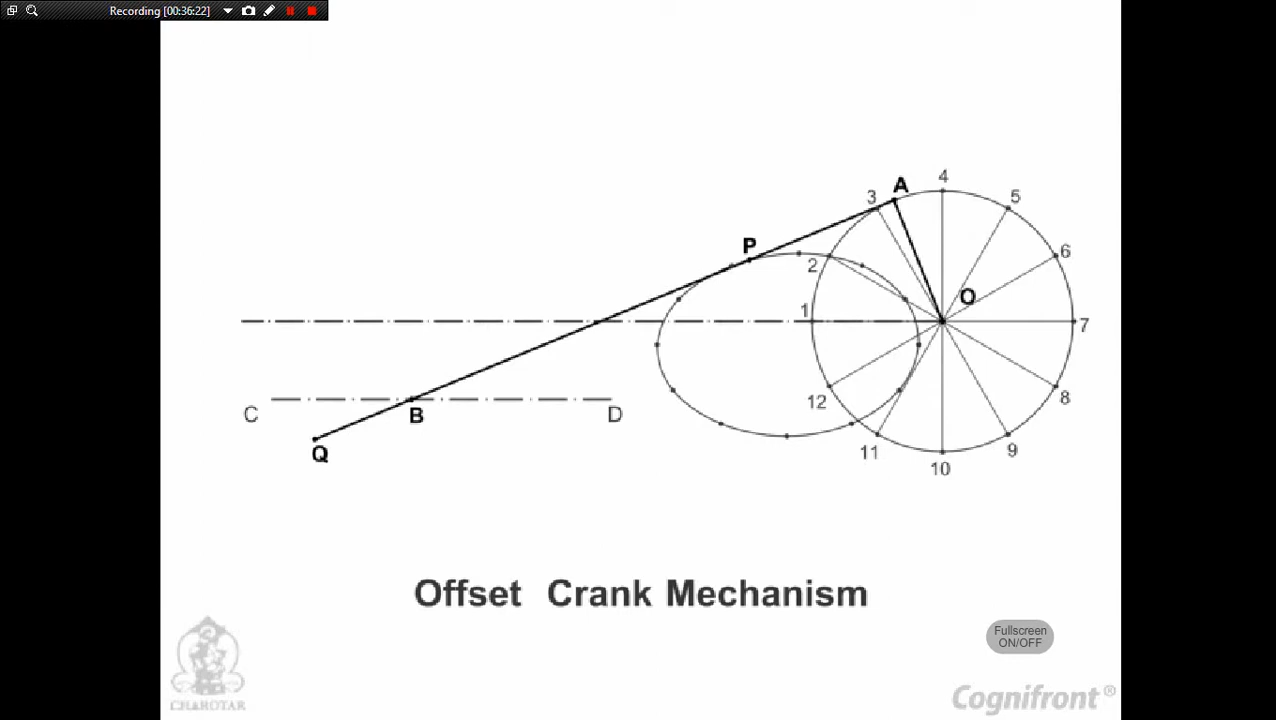 Recording [00:36:22]
A
4
3
5
P
2
6
O
1
7
C
B
D
12
8
Q
11
9
10
Offset Crank Mechanism
Fullscreen
ON/OFF
CHAROTAR
Cognifront®